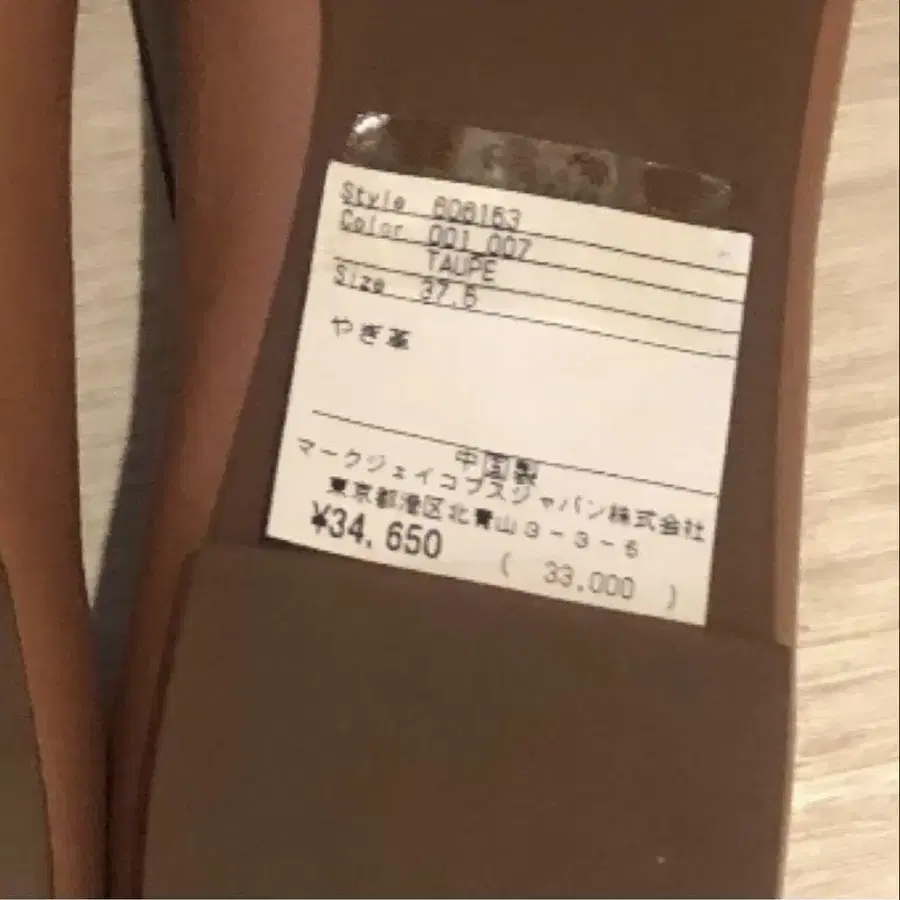 Style 606153
Color 001 007
TAUPE
Size 37.5
やぎ革
中国製
マークジェイコブスジャパン株式会社
東京都港区北青山3-3-5
¥34,650 ( 33,000 )